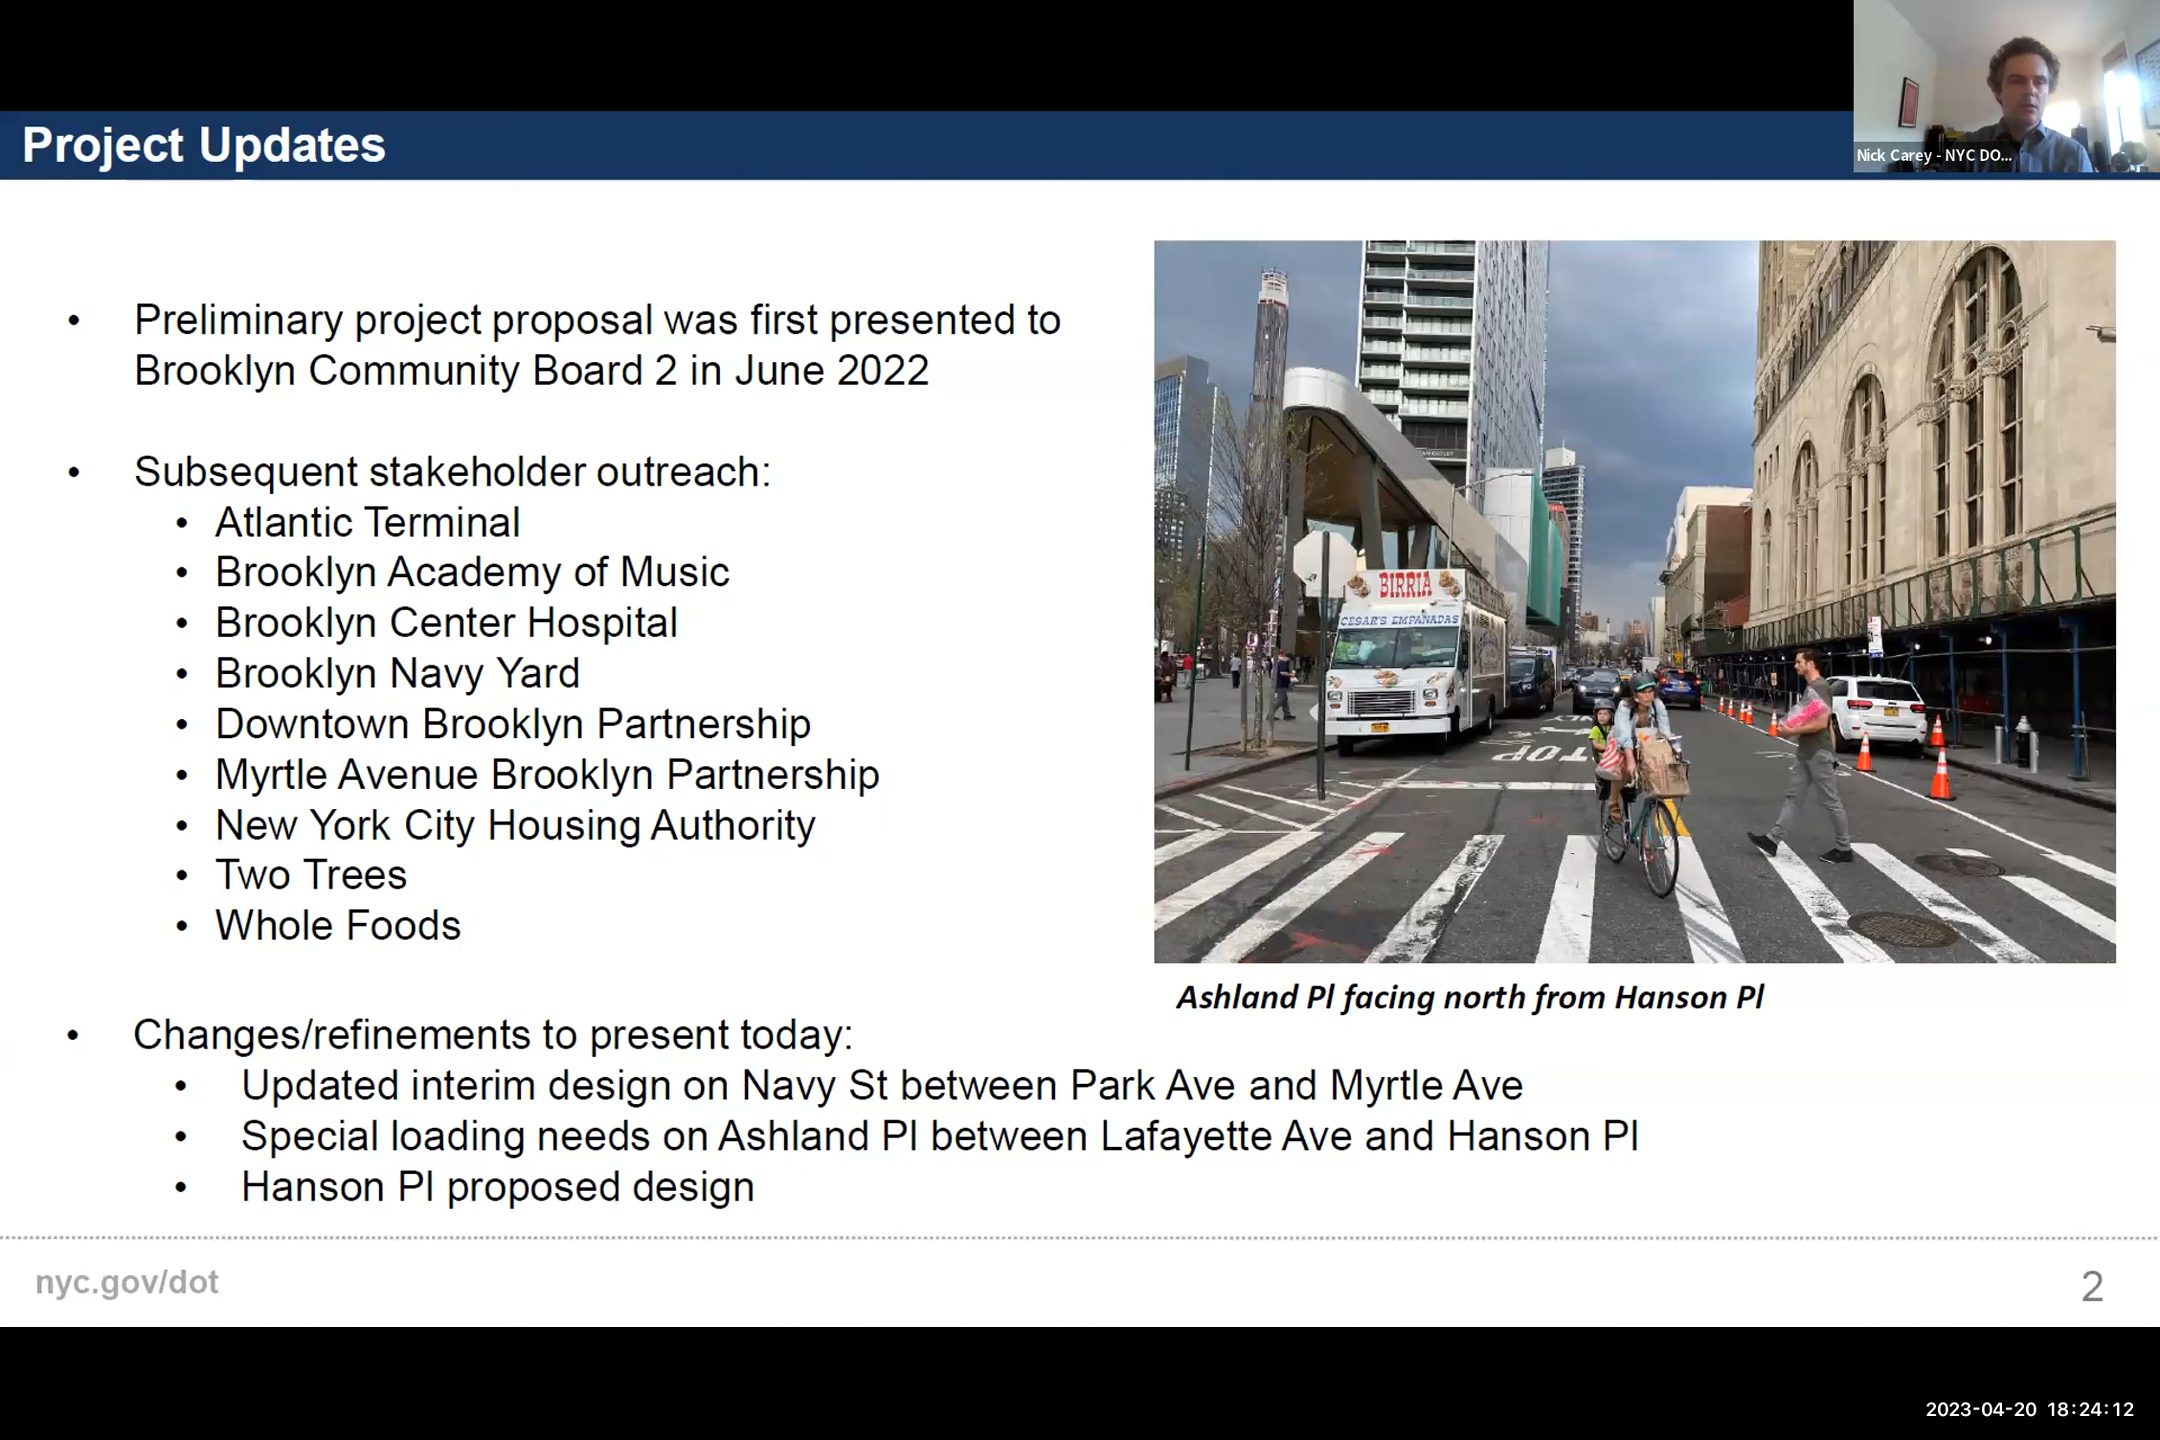 Nick Carey - NYC DO...
Project Updates
• Preliminary project proposal was first presented to
Brooklyn Community Board 2 in June 2022
• Subsequent stakeholder outreach:
• Atlantic Terminal
• Brooklyn Academy of Music
• Brooklyn Center Hospital
• Brooklyn Navy Yard
• Downtown Brooklyn Partnership
• Myrtle Avenue Brooklyn Partnership
• New York City Housing Authority
• Two Trees
• Whole Foods
BIRRIA
CESAR'S EMPANADAS
STOP
Ashland Pl facing north from Hanson Pl
• Changes/refinements to present today:
• Updated interim design on Navy St between Park Ave and Myrtle Ave
• Special loading needs on Ashland Pl between Lafayette Ave and Hanson Pl
• Hanson Pl proposed design
nyc.gov/dot
2
2023-04-20 18:24:12